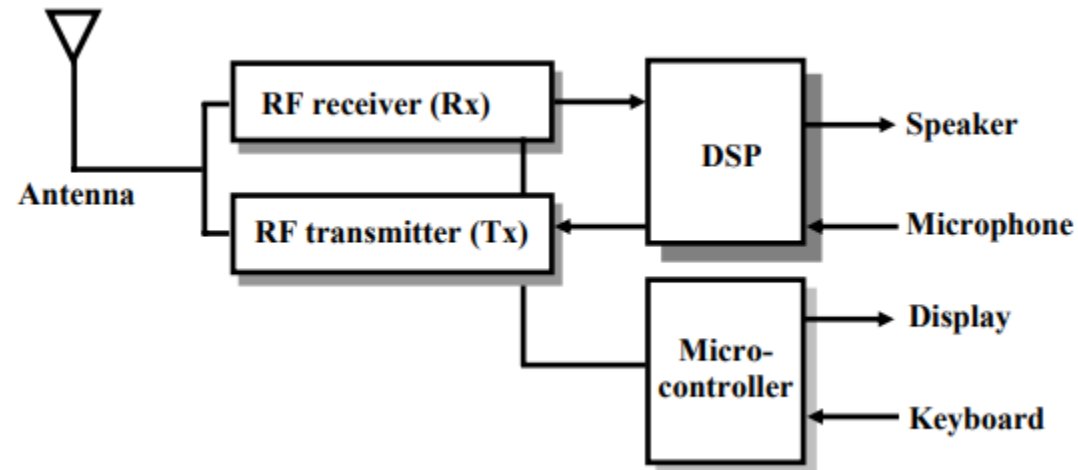 RF receiver (Rx)
DSP
Speaker
Antenna
RF transmitter (Tx)
Microphone
Micro-
controller
Display
Keyboard